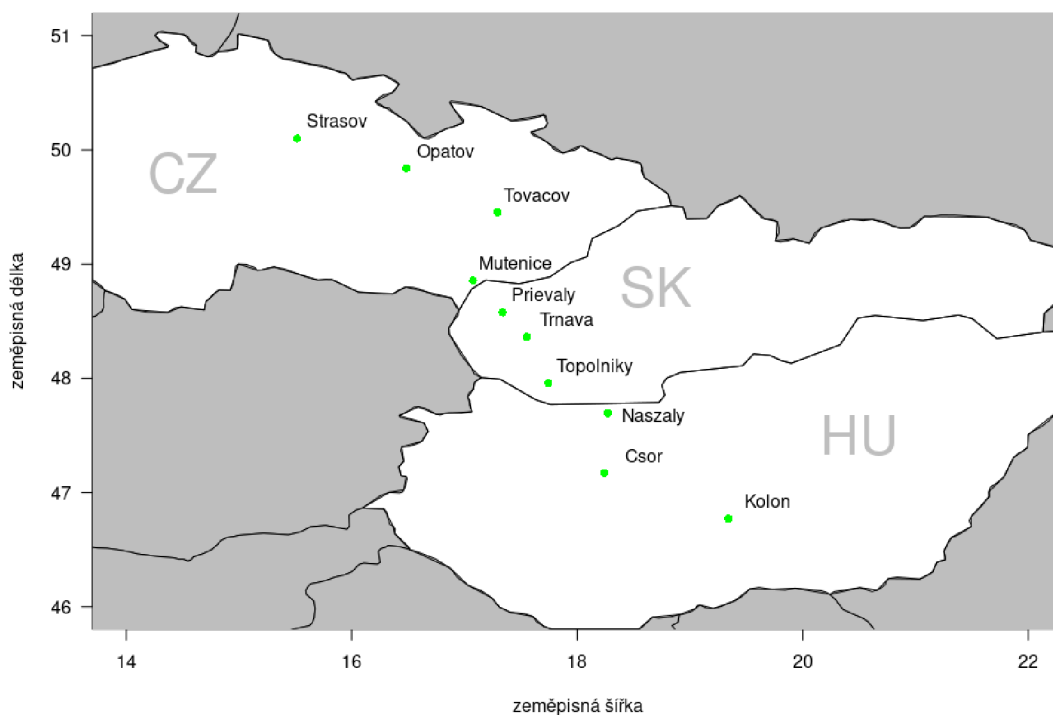 51
50
49
48
47
46
zeměpisná délka
Strasov
Opatov
CZ
Tovacov
Mutenice
SK
Prievaly
Trnava
Topolniky
Naszaly
HU
Csor
Kolon
14
16
18
20
22
zeměpisná šířka